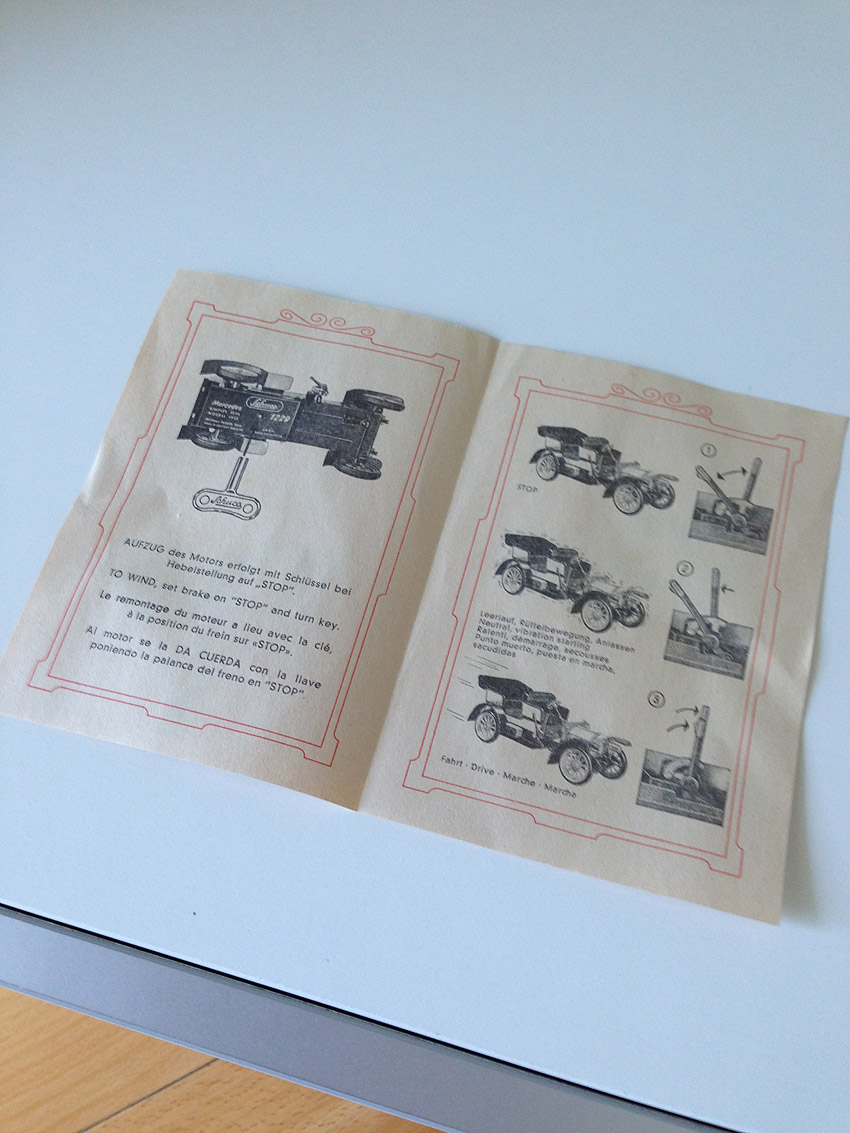 Mercedes
Schuco
1229
Schuco
AUFZUG des Motors erfolgt mit Schlüssel bei
Hebelstellung auf „STOP”.
TO WIND, set brake on “STOP” and turn key.
Le remontage du moteur a lieu avec la clé,
à la position du frein sur «STOP».
Al motor se la DA CUERDA con la llave
poniendo la palanca del freno en “STOP”.
1
STOP
2
Leerlauf, Rüttelbewegung, Anlassen
Neutral, vibration starting
Ralenti, démarrage, secousses
Punto muerto, puesta en marcha,
sacudidas
3
Fahrt · Drive · Marche · Marcha